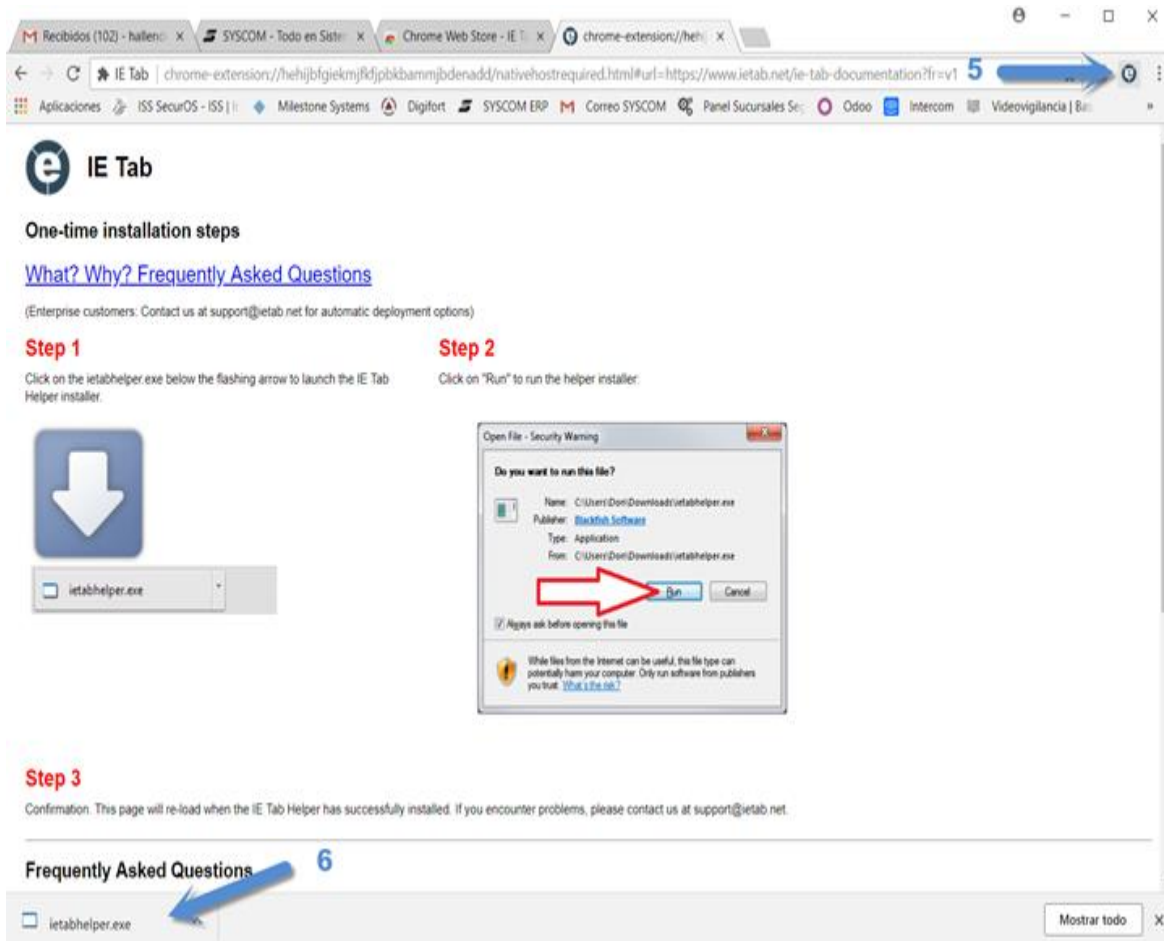 Recibidos (102) - hallenc
SYSCOM - Todo en Sister
Chrome Web Store - IE T
chrome-extension://hehi
IE Tab | chrome-extension://hehijbfgiekmjfkfjpbkbammjbdenadd/nativehostrequired.html#url=https://www.ietab.net/ie-tab-documentation?fr=v1
5
Aplicaciones ISS SecurOS - ISS | Milestone Systems Digifort SYSCOM ERP Correo SYSCOM Panel Sucursales Se Odoo Intercom Videovigilancia | Ba »
IE Tab
One-time installation steps
What? Why? Frequently Asked Questions
(Enterprise customers: Contact us at support@ietab.net for automatic deployment options)
Step 1
Click on the ietabhelper.exe below the flashing arrow to launch the IE Tab
Helper installer.
ietabhelper.exe
Step 2
Click on "Run" to run the helper installer:
Open File - Security Warning
Do you want to run this file?
Name: C:\Users\Don\Downloads\ietabhelper.exe
Publisher: Blackfish Software
Type: Application
From: C:\Users\Don\Downloads\ietabhelper.exe
Run Cancel
Always ask before opening this file
While files from the Internet can be useful, this file type can
potentially harm your computer. Only run software from publishers
you trust. What's the risk?
Step 3
Confirmation. This page will re-load when the IE Tab Helper has successfully installed. If you encounter problems, please contact us at support@ietab.net.
Frequently Asked Questions
6
ietabhelper.exe
Mostrar todo